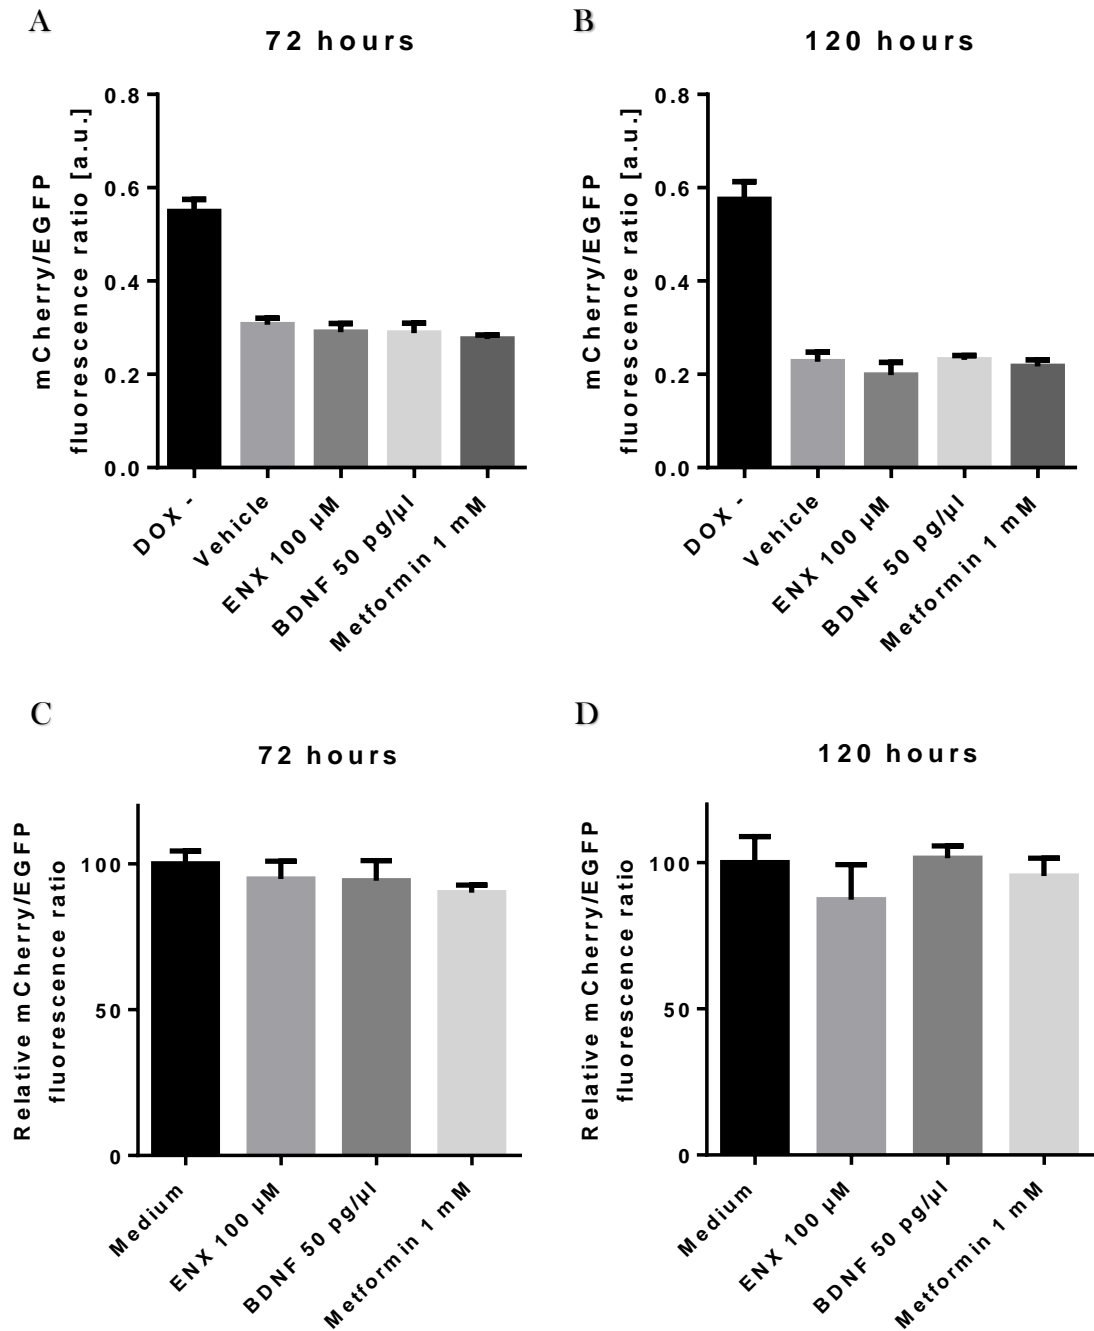 A
72 hours
mCherry/EGFP
fluorescence ratio [a.u.]
0.8
0.6
0.4
0.2
0.0
DOX -
Vehicle
ENX 100 µM
BDNF 50 pg/µl
Metformin 1 mM
B
120 hours
mCherry/EGFP
fluorescence ratio [a.u.]
0.8
0.6
0.4
0.2
0.0
DOX -
Vehicle
ENX 100 µM
BDNF 50 pg/µl
Metformin 1 mM
C
72 hours
Relative mCherry/EGFP
fluorescence ratio
100
50
0
Medium
ENX 100 µM
BDNF 50 pg/µl
Metformin 1 mM
D
120 hours
Relative mCherry/EGFP
fluorescence ratio
100
50
0
Medium
ENX 100 µM
BDNF 50 pg/µl
Metformin 1 mM